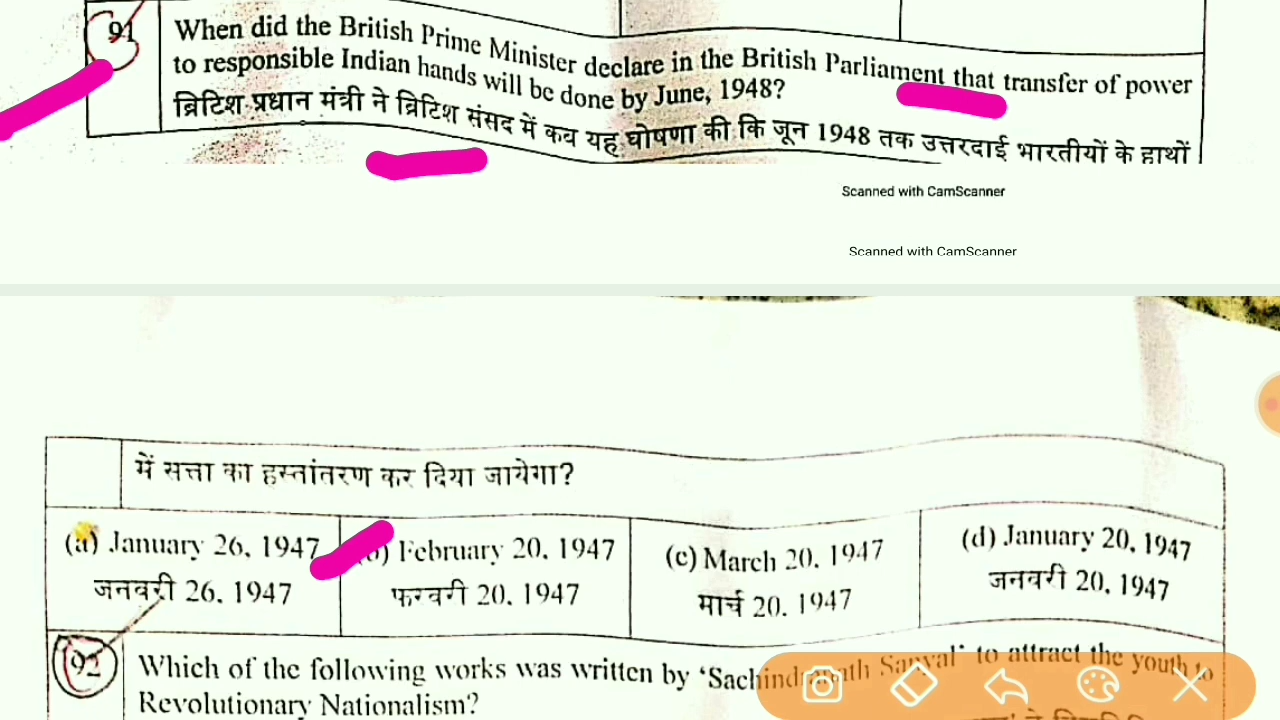 91 When did the British Prime Minister declare in the British Parliament that transfer of power
to responsible Indian hands will be done by June, 1948?
ब्रिटिश प्रधान मंत्री ने ब्रिटिश संसद में कब यह घोषणा की कि जून 1948 तक उत्तरदाई भारतीयों के हाथों
Scanned with CamScanner
Scanned with CamScanner
में सत्ता का हस्तांतरण कर दिया जायेगा?
(a) January 26, 1947
जनवरी 26, 1947
(b) February 20, 1947
फरवरी 20, 1947
(c) March 20, 1947
मार्च 20, 1947
(d) January 20, 1947
जनवरी 20, 1947
92 Which of the following works was written by 'Sachindranath Sanyal' to attract the youth to
Revolutionary Nationalism?